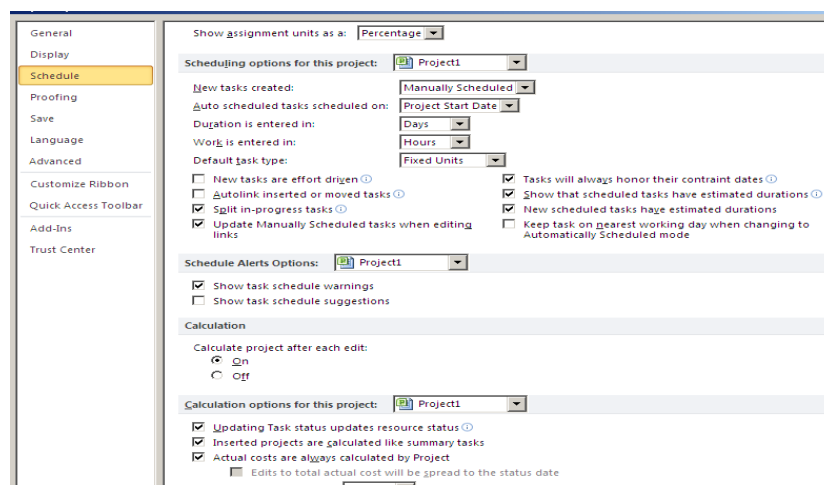 General
Display
Schedule
Proofing
Save
Language
Advanced
Customize Ribbon
Quick Access Toolbar
Add-Ins
Trust Center
Show assignment units as a: Percentage
Scheduling options for this project: Project1
New tasks created: Manually Scheduled
Auto scheduled tasks scheduled on: Project Start Date
Duration is entered in: Days
Work is entered in: Hours
Default task type: Fixed Units
New tasks are effort driven
Autolink inserted or moved tasks
Split in-progress tasks
Update Manually Scheduled tasks when editing
links
Tasks will always honor their contraint dates
Show that scheduled tasks have estimated durations
New scheduled tasks have estimated durations
Keep task on nearest working day when changing to
Automatically Scheduled mode
Schedule Alerts Options: Project1
Show task schedule warnings
Show task schedule suggestions
Calculation
Calculate project after each edit:
On
Off
Calculation options for this project: Project1
Updating Task status updates resource status
Inserted projects are calculated like summary tasks
Actual costs are always calculated by Project
Edits to total actual cost will be spread to the status date